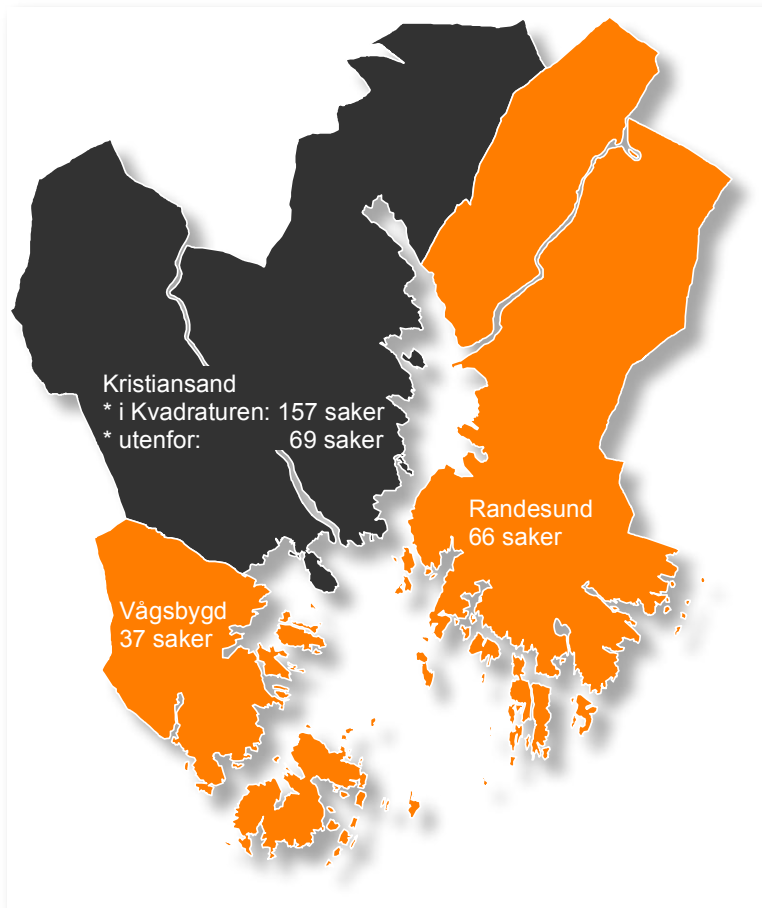 Kristiansand
* i Kvadraturen: 157 saker
* utenfor: 69 saker
Randesund
66 saker
Vågsbygd
37 saker